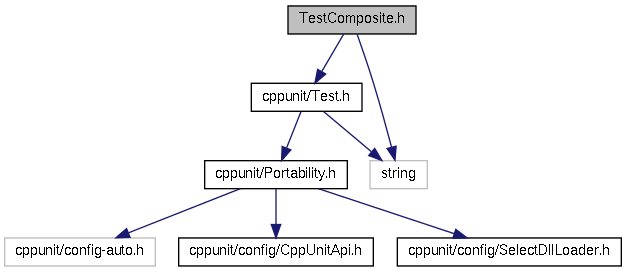 TestComposite.h
cppunit/Test.h
cppunit/Portability.h
string
cppunit/config-auto.h
cppunit/config/CppUnitApi.h
cppunit/config/SelectDllLoader.h